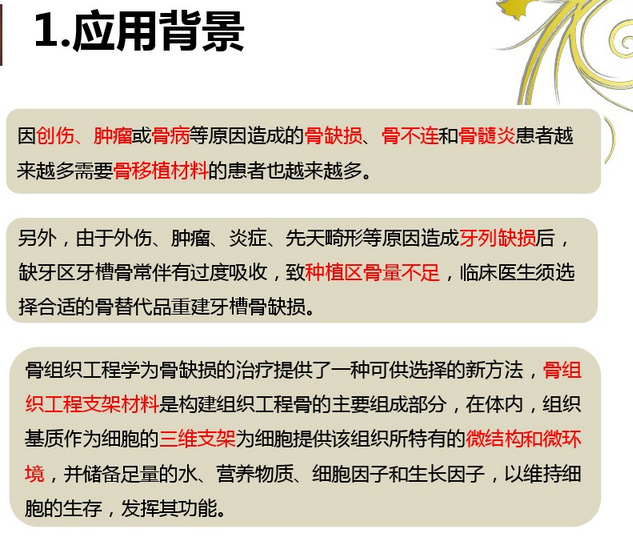 1.应用背景
因创伤、肿瘤或骨病等原因造成的骨缺损、骨不连和骨髓炎患者越
来越多需要骨移植材料的患者也越来越多。
另外，由于外伤、肿瘤、炎症、先天畸形等原因造成牙列缺损后，
缺牙区牙槽骨常伴有过度吸收，致种植区骨量不足，临床医生须选
择合适的骨替代品重建牙槽骨缺损。
骨组织工程学为骨缺损的治疗提供了一种可供选择的新方法，骨组
织工程支架材料是构建组织工程骨的主要组成部分，在体内，组织
基质作为细胞的三维支架为细胞提供该组织所特有的微结构和微环
境，并储备足量的水、营养物质、细胞因子和生长因子，以维持细
胞的生存，发挥其功能。